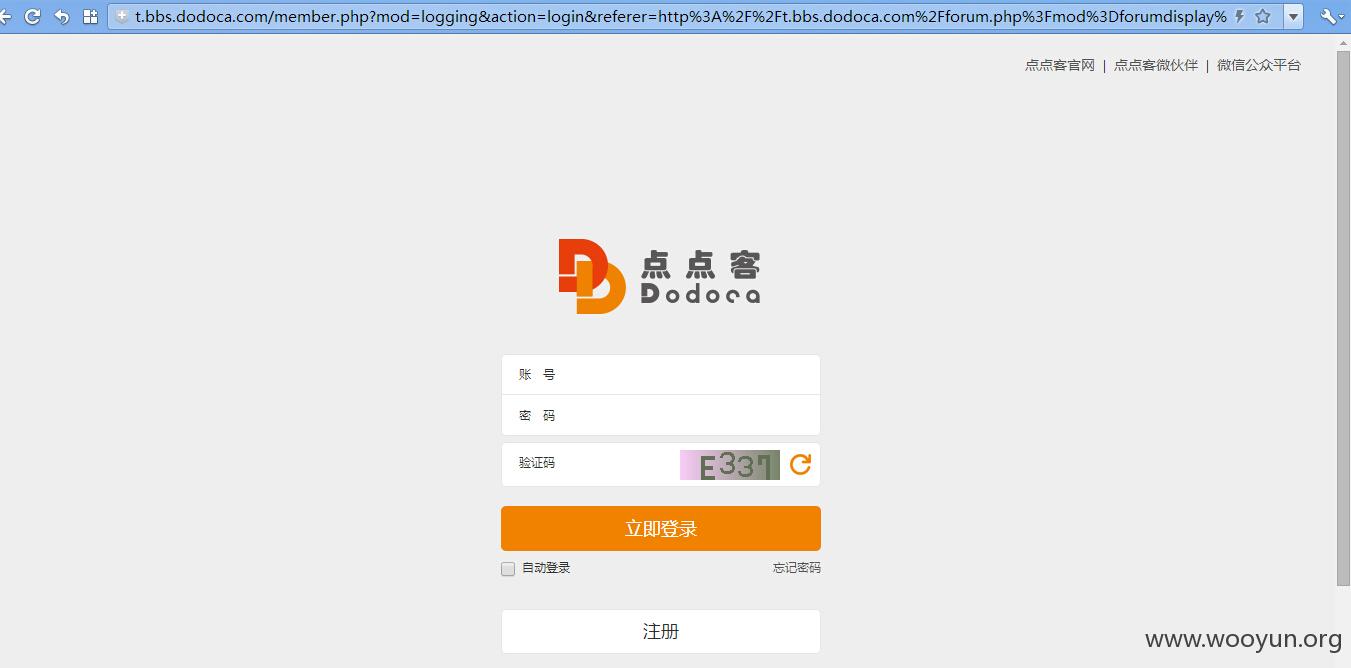 t.bbs.dodoca.com/member.php?mod=logging&action=login&referer=http%3A%2F%2Ft.bbs.dodoca.com%2Fforum.php%3Fmod%3Dforumdisplay%
点点客官网 | 点点客微伙伴 | 微信公众平台
点点客
Dodoca
账 号
密 码
验证码 E337
立即登录
自动登录 忘记密码
注册
www.wooyun.org